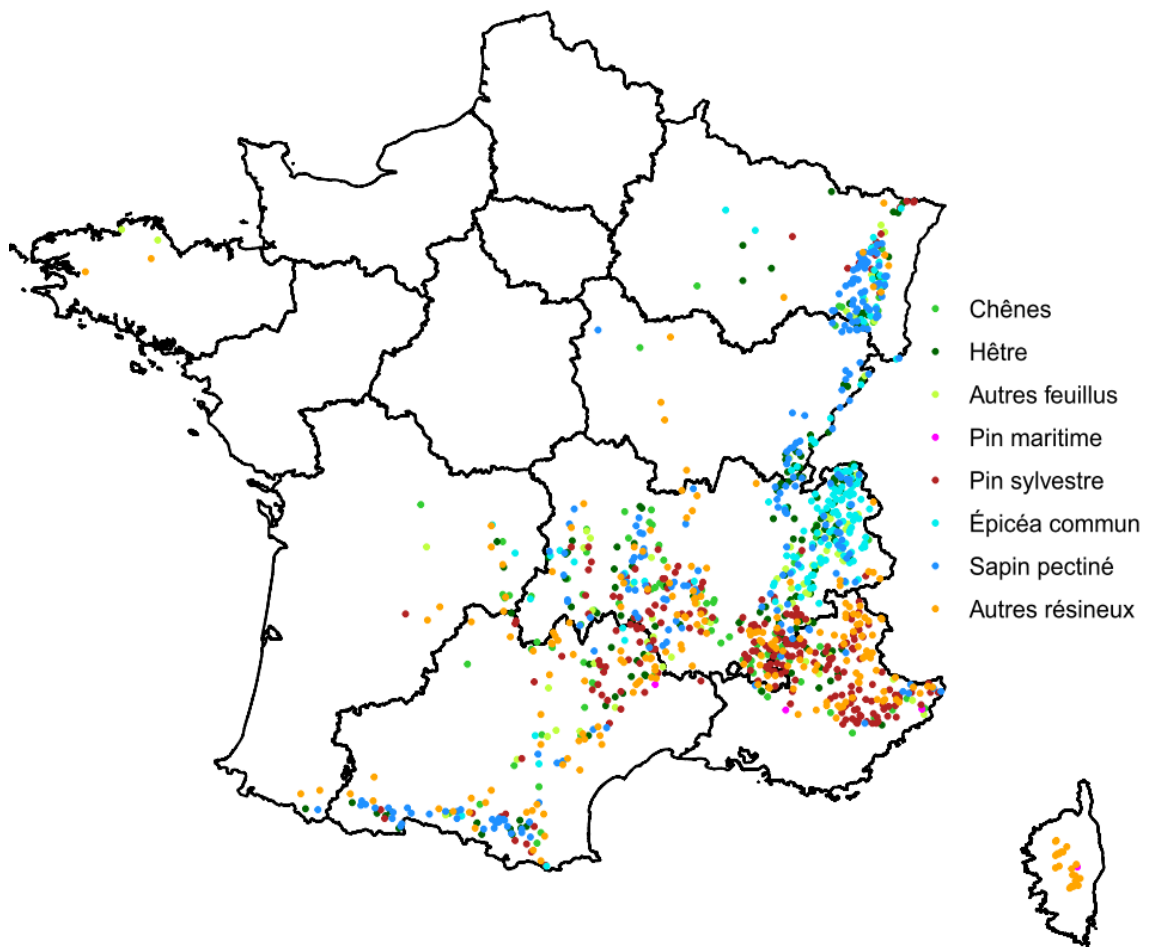 Chênes
Hêtre
Autres feuillus
Pin maritime
Pin sylvestre
Épicéa commun
Sapin pectiné
Autres résineux